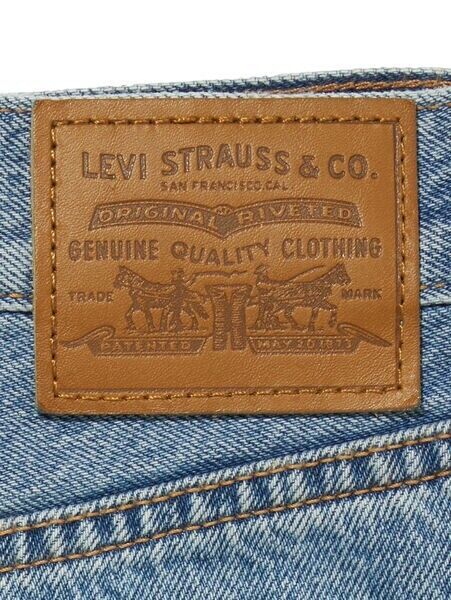 LEVI STRAUSS & CO.
SAN FRANCISCO, CAL.
ORIGINAL RIVETED
GENUINE QUALITY CLOTHING
TRADE MARK
PATENTED MAY 20 1873